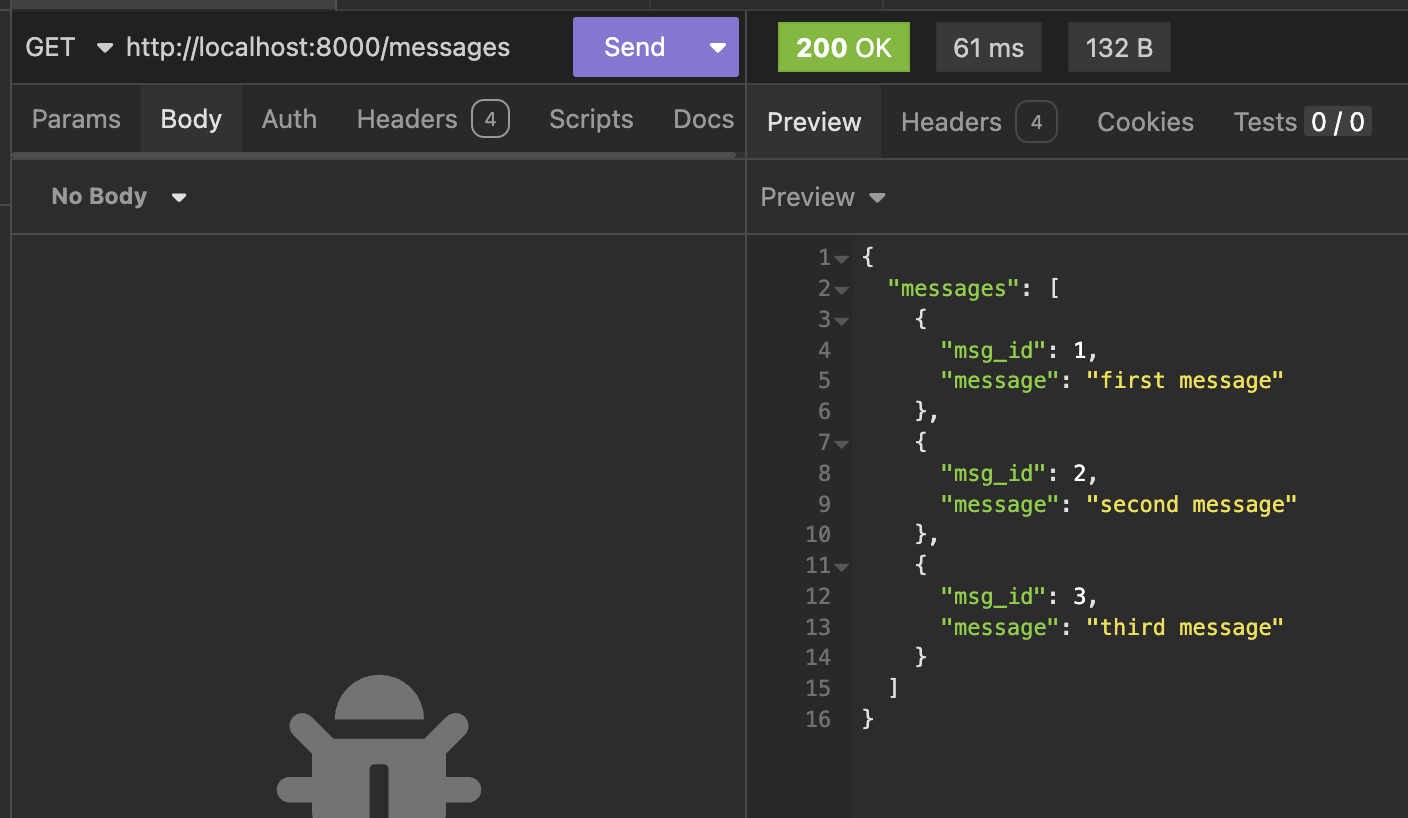 GET http://localhost:8000/messages Send
200 OK 61 ms 132 B
Params Body Auth Headers 4 Scripts Docs
Preview Headers 4 Cookies Tests 0 / 0
No Body
Preview
1 {
2 "messages": [
3 {
4 "msg_id": 1,
5 "message": "first message"
6 },
7 {
8 "msg_id": 2,
9 "message": "second message"
10 },
11 {
12 "msg_id": 3,
13 "message": "third message"
14 }
15 ]
16 }